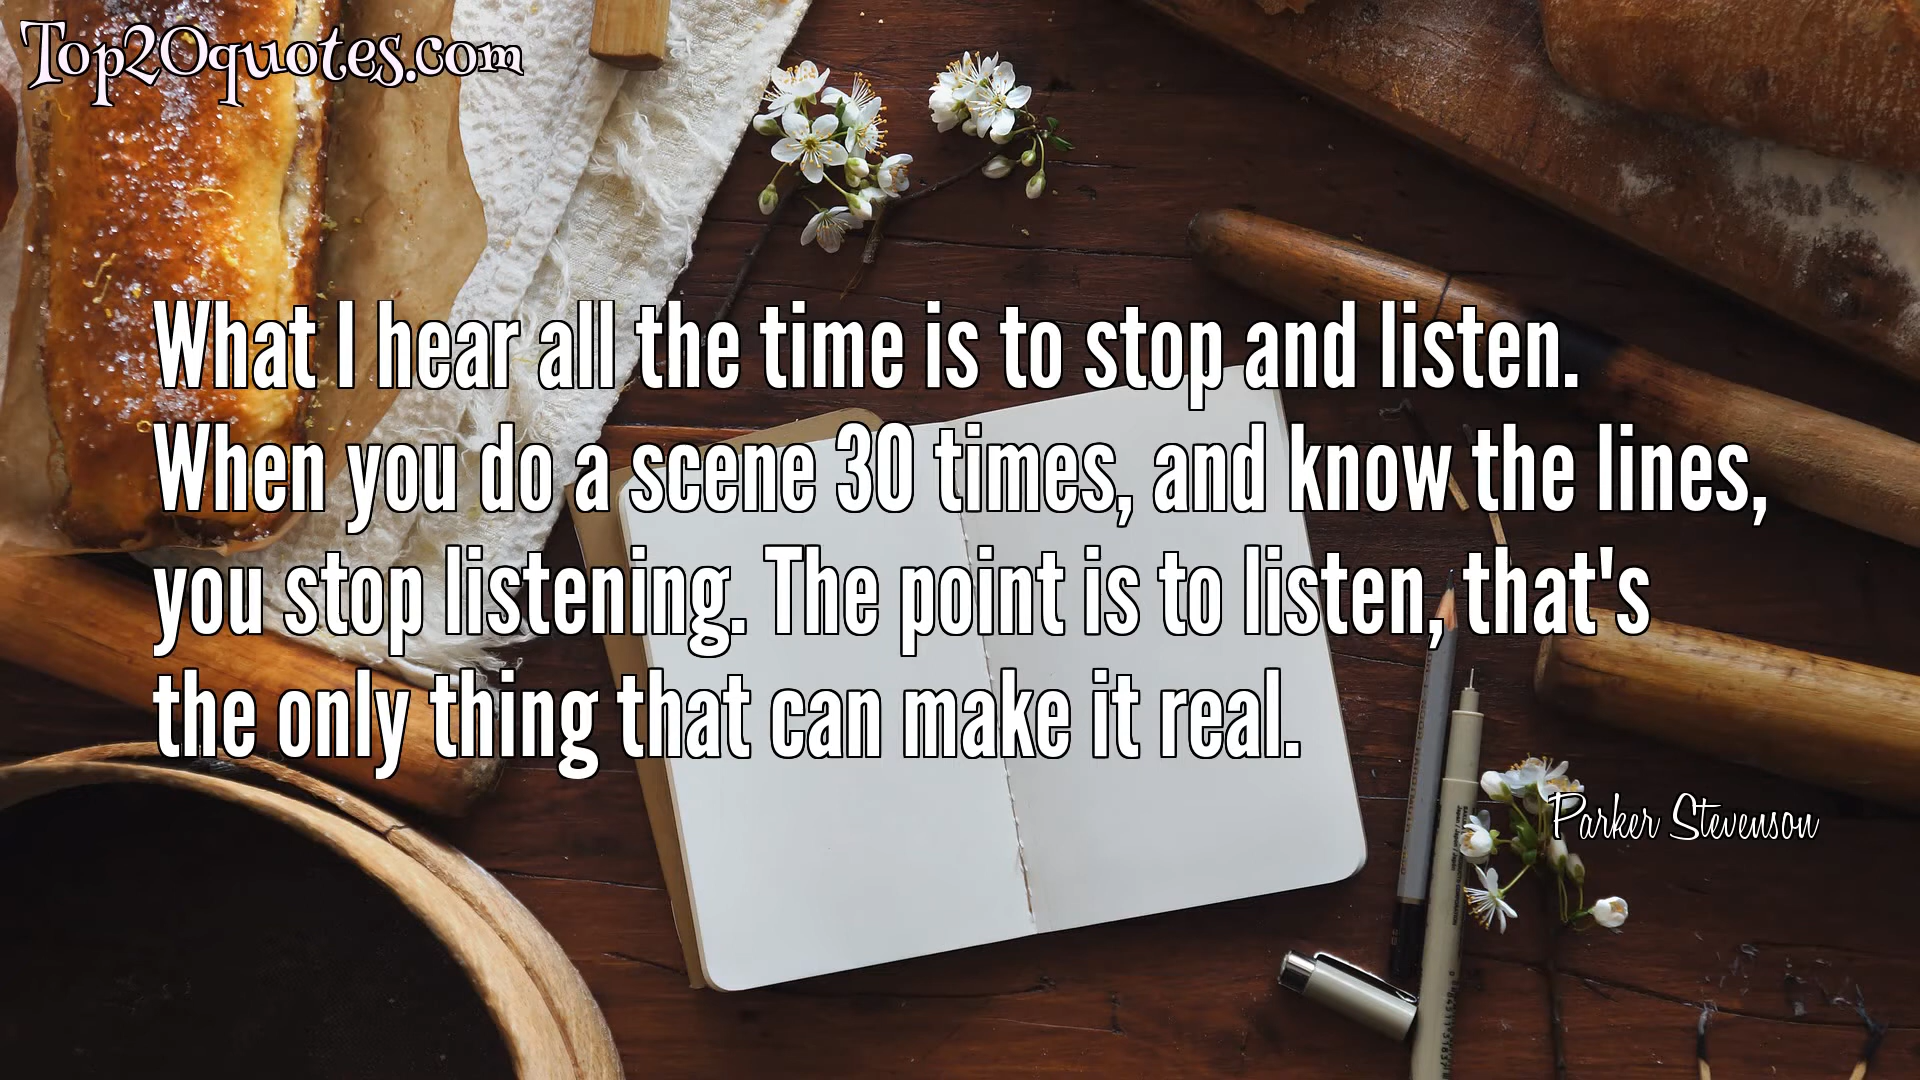 Top20quotes.com
What I hear all the time is to stop and listen.
When you do a scene 30 times, and know the lines,
you stop listening. The point is to listen, that's
the only thing that can make it real.
Parker Stevenson